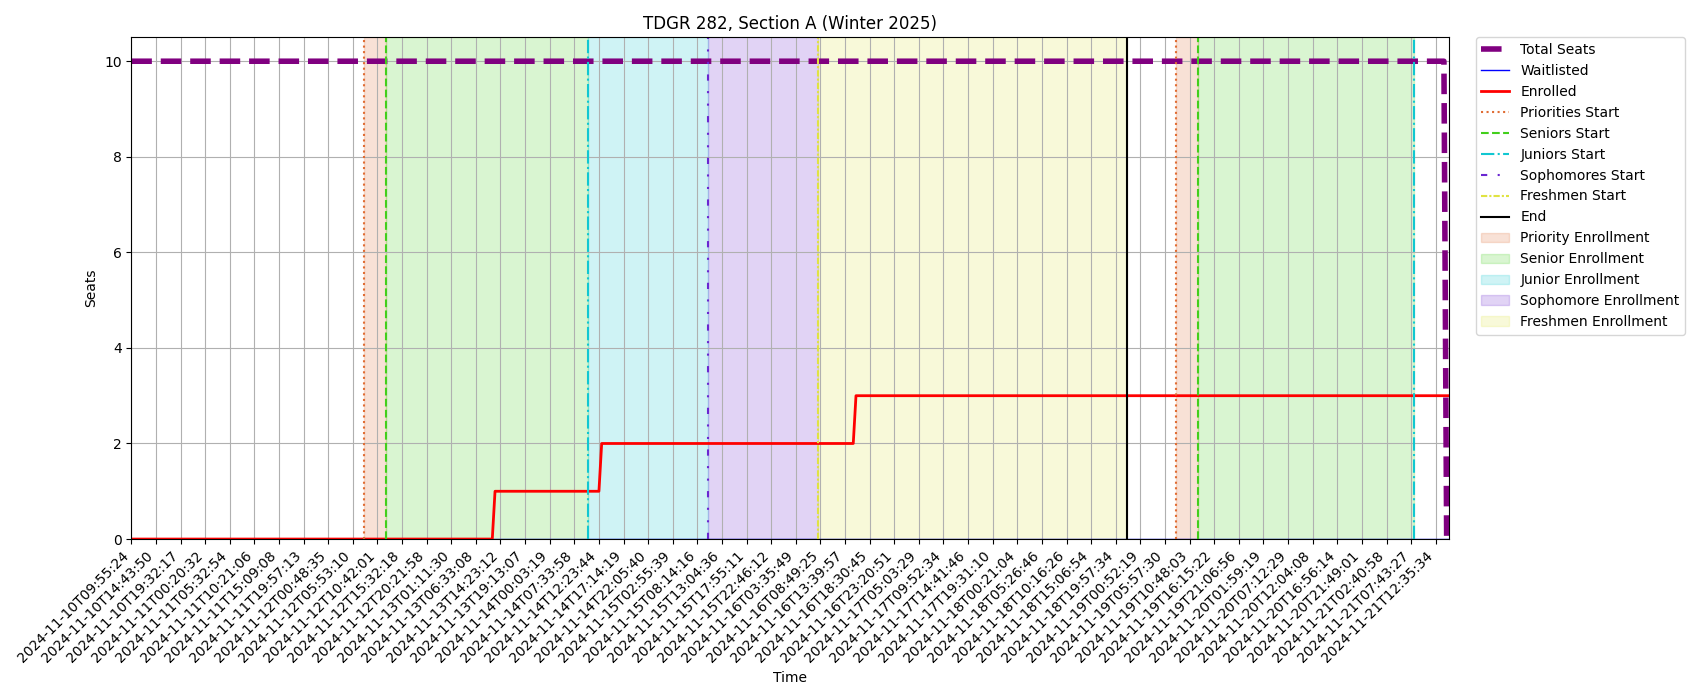 TDGR 282, Section A (Winter 2025)
Seats
10
8
6
4
2
0
2024-11-10T09:55:24
2024-11-10T14:43:50
2024-11-10T19:32:17
2024-11-11T00:20:32
2024-11-11T05:32:54
2024-11-11T10:21:06
2024-11-11T15:09:08
2024-11-11T19:57:13
2024-11-12T00:48:35
2024-11-12T05:53:10
2024-11-12T10:42:01
2024-11-12T15:32:18
2024-11-12T20:21:58
2024-11-13T01:11:30
2024-11-13T06:33:08
2024-11-13T14:23:12
2024-11-13T19:13:07
2024-11-14T00:03:19
2024-11-14T07:33:58
2024-11-14T12:23:44
2024-11-14T17:14:19
2024-11-14T22:05:40
2024-11-15T02:55:39
2024-11-15T08:14:16
2024-11-15T13:04:36
2024-11-15T17:55:11
2024-11-15T22:46:12
2024-11-16T03:35:49
2024-11-16T08:49:25
2024-11-16T13:39:57
2024-11-16T18:30:45
2024-11-16T23:20:51
2024-11-17T05:03:29
2024-11-17T09:52:34
2024-11-17T14:41:46
2024-11-17T19:31:10
2024-11-18T00:21:04
2024-11-18T05:26:46
2024-11-18T10:16:26
2024-11-18T15:06:54
2024-11-18T19:57:34
2024-11-19T00:52:19
2024-11-19T05:57:30
2024-11-19T10:48:03
2024-11-19T16:15:22
2024-11-19T21:06:56
2024-11-20T01:59:19
2024-11-20T07:12:29
2024-11-20T12:04:08
2024-11-20T16:56:14
2024-11-20T21:49:01
2024-11-21T02:40:58
2024-11-21T07:43:27
2024-11-21T12:35:34
Time
Total Seats
Waitlisted
Enrolled
Priorities Start
Seniors Start
Juniors Start
Sophomores Start
Freshmen Start
End
Priority Enrollment
Senior Enrollment
Junior Enrollment
Sophomore Enrollment
Freshmen Enrollment